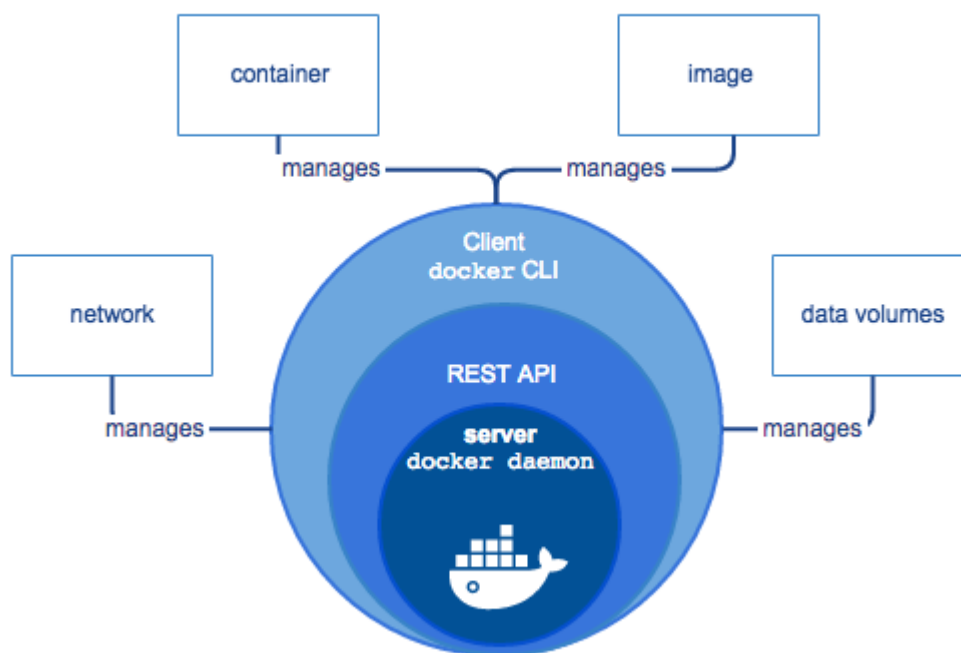 container
image
manages
manages
Client
docker CLI
network
data volumes
REST API
manages
manages
server
docker daemon